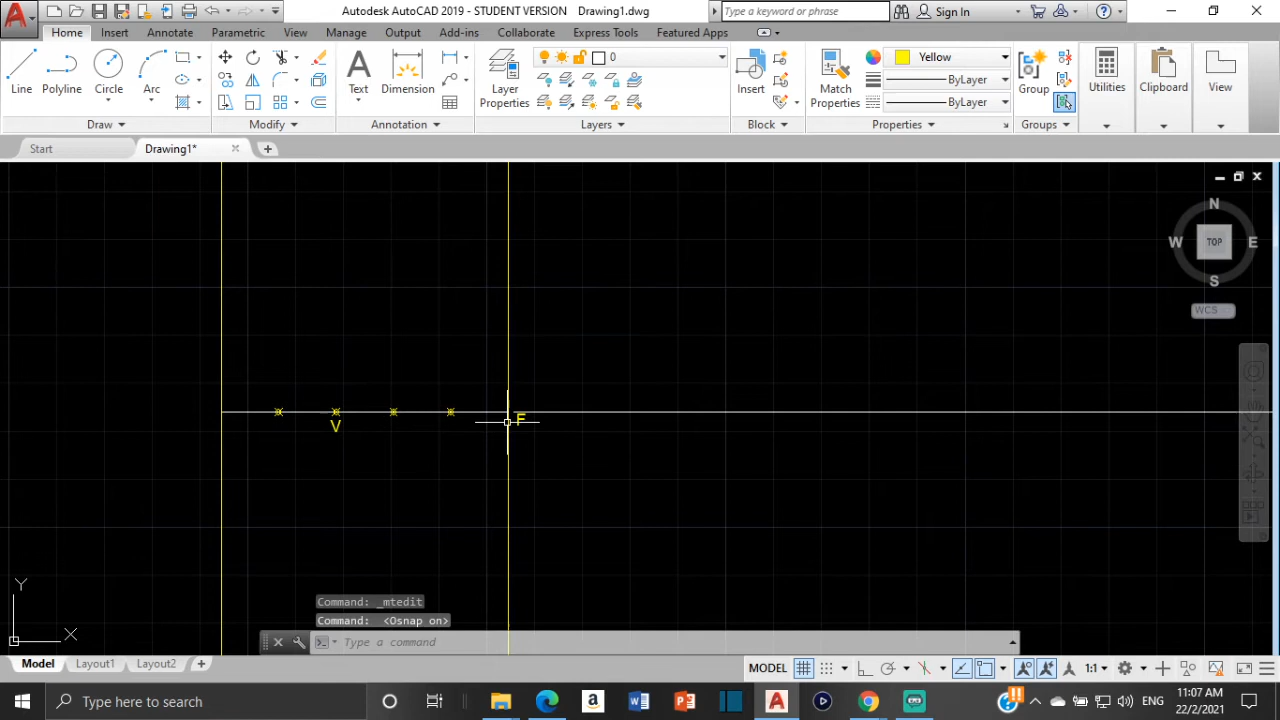 Autodesk AutoCAD 2019 - STUDENT VERSION Drawing1.dwg
Type a keyword or phrase
Sign In
Home Insert Annotate Parametric View Manage Output Add-ins Collaborate Express Tools Featured Apps
Line Polyline Circle Arc
Text Dimension
Layer Properties
0
Insert
Match Properties
Yellow
ByLayer
ByLayer
Group
Utilities Clipboard View
Draw Modify Annotation Layers Block Properties Groups
Start Drawing1*
N
W TOP E
S
WCS
F
V
Y
X
Command: _mtedit
Command: <Osnap on>
Type a command
Model Layout1 Layout2
MODEL 1:1
Type here to search
ENG
11:07 AM
22/2/2021